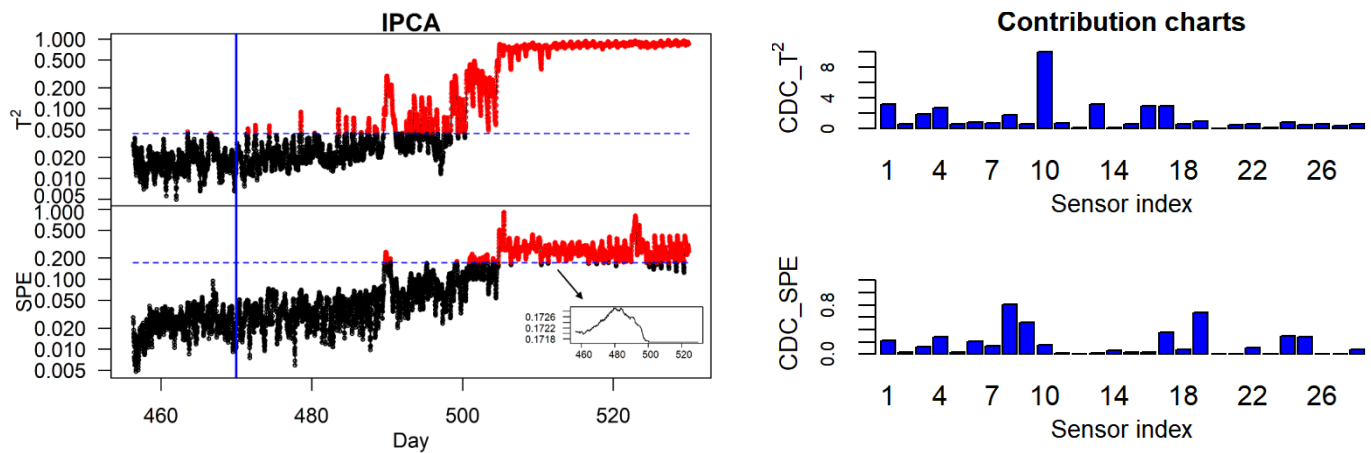 IPCA
T²
1.000
0.500
0.200
0.100
0.050
0.020
0.010
0.005
SPE
1.000
0.500
0.200
0.100
0.050
0.020
0.010
0.005
0.1726
0.1722
0.1718
460 480 500 520
460 480 500 520
Day
Contribution charts
CDC_T²
8
4
0
1 4 7 10 14 18 22 26
Sensor index
CDC_SPE
0.8
0.0
1 4 7 10 14 18 22 26
Sensor index